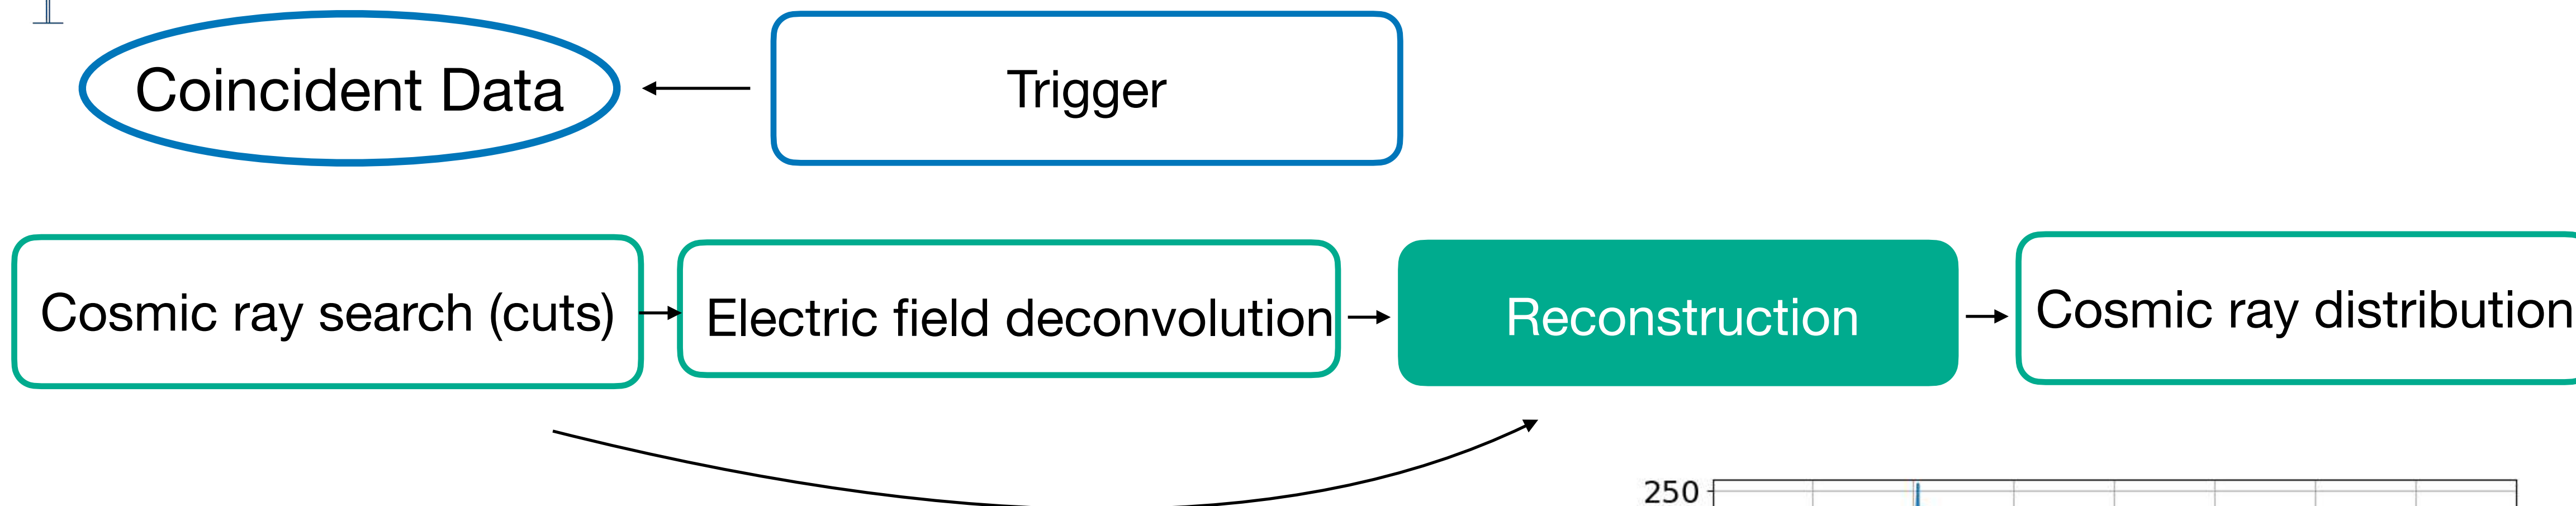 Coincident Data
Trigger
Cosmic ray search (cuts)
Electric field deconvolution
Reconstruction
Cosmic ray distribution
250